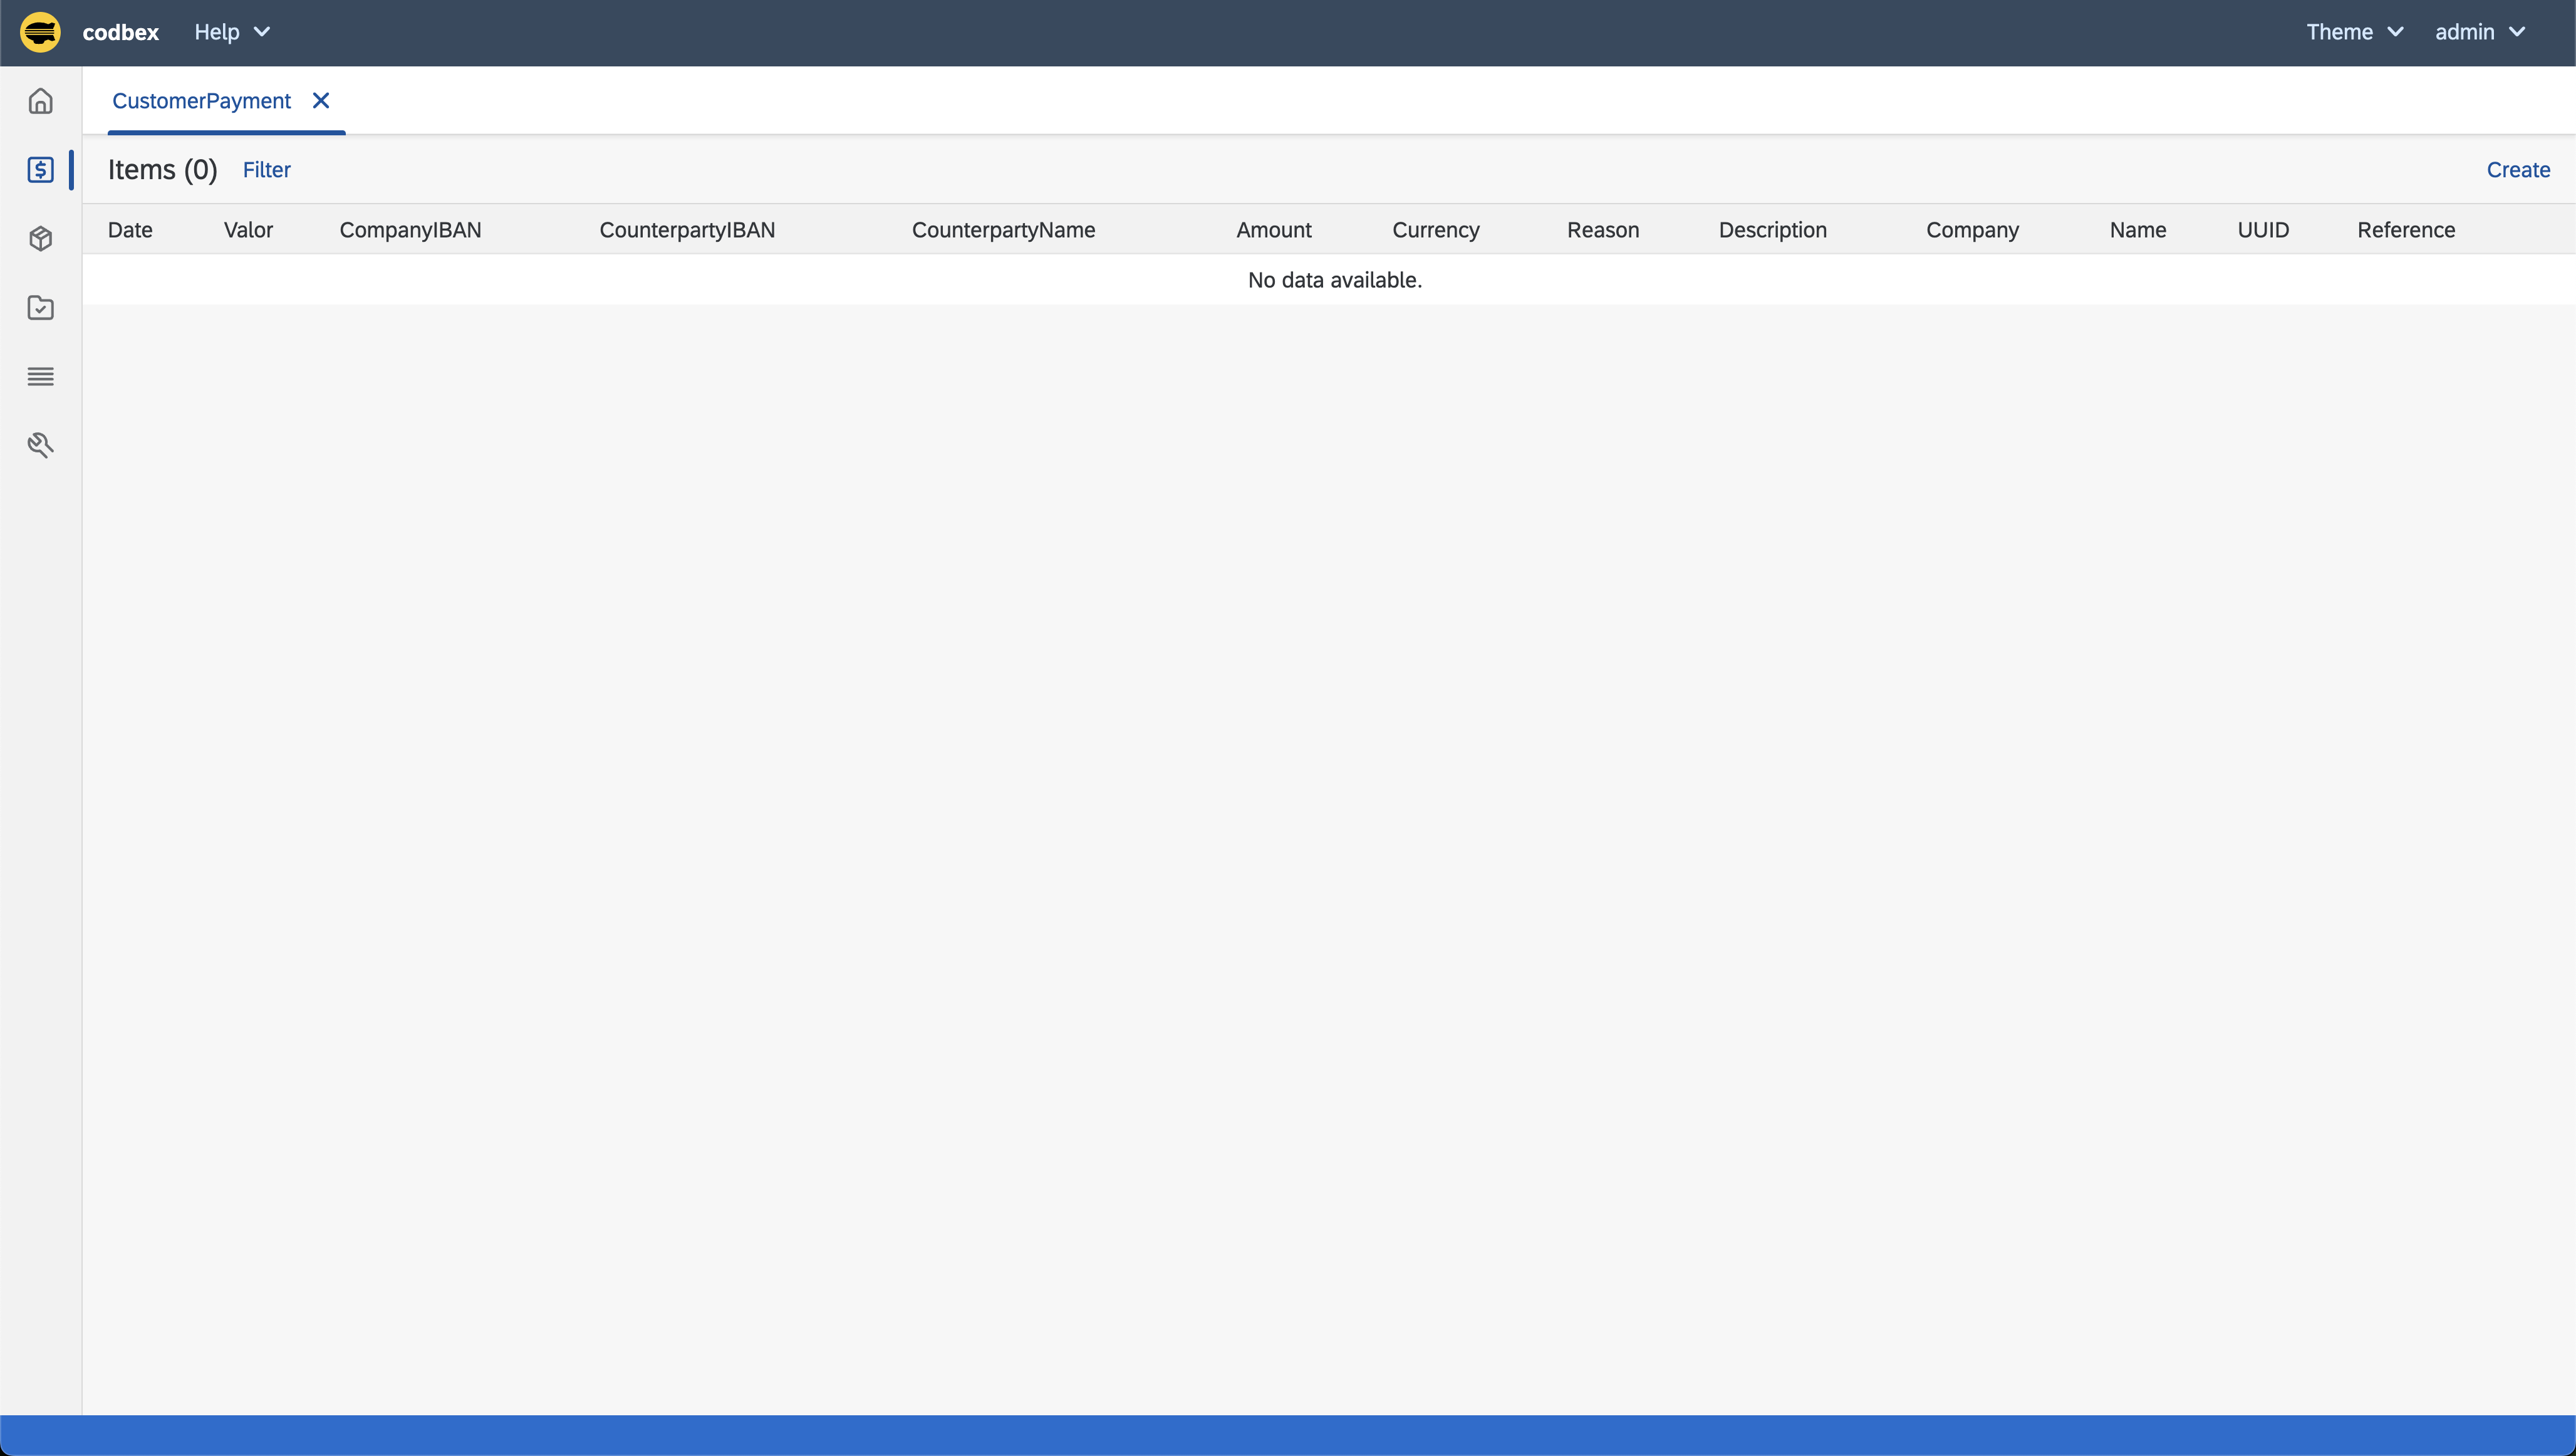 codbex Help Theme admin
CustomerPayment
Items (0) Filter Create
Date Valor CompanyIBAN CounterpartyIBAN CounterpartyName Amount Currency Reason Description Company Name UUID Reference
No data available.